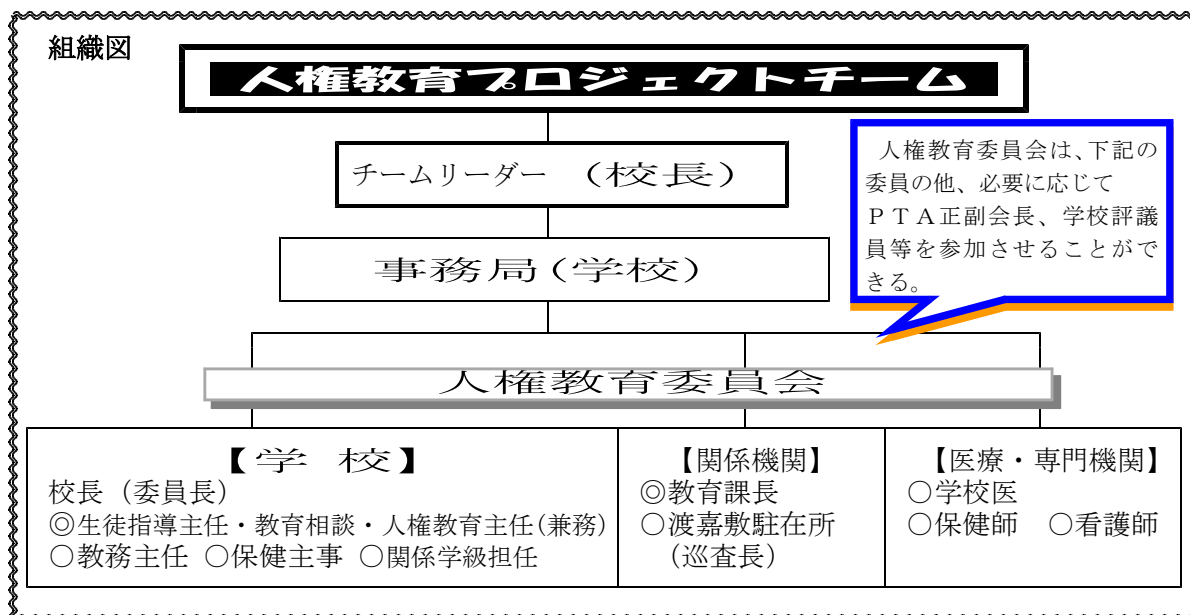 組織図
人権教育プロジェクトチーム
チームリーダー （校長）
人権教育委員会は、下記の
委員の他、必要に応じて
ＰＴＡ正副会長、学校評議
員等を参加させることがで
きる。
事務局(学校)
人権教育委員会
【学 校】
校長（委員長）
◎生徒指導主任・教育相談・人権教育主任(兼務)
○教務主任 ○保健主事 ○関係学級担任
【関係機関】
◎教育課長
○渡嘉敷駐在所
（巡査長）
【医療・専門機関】
○学校医
○保健師 ○看護師